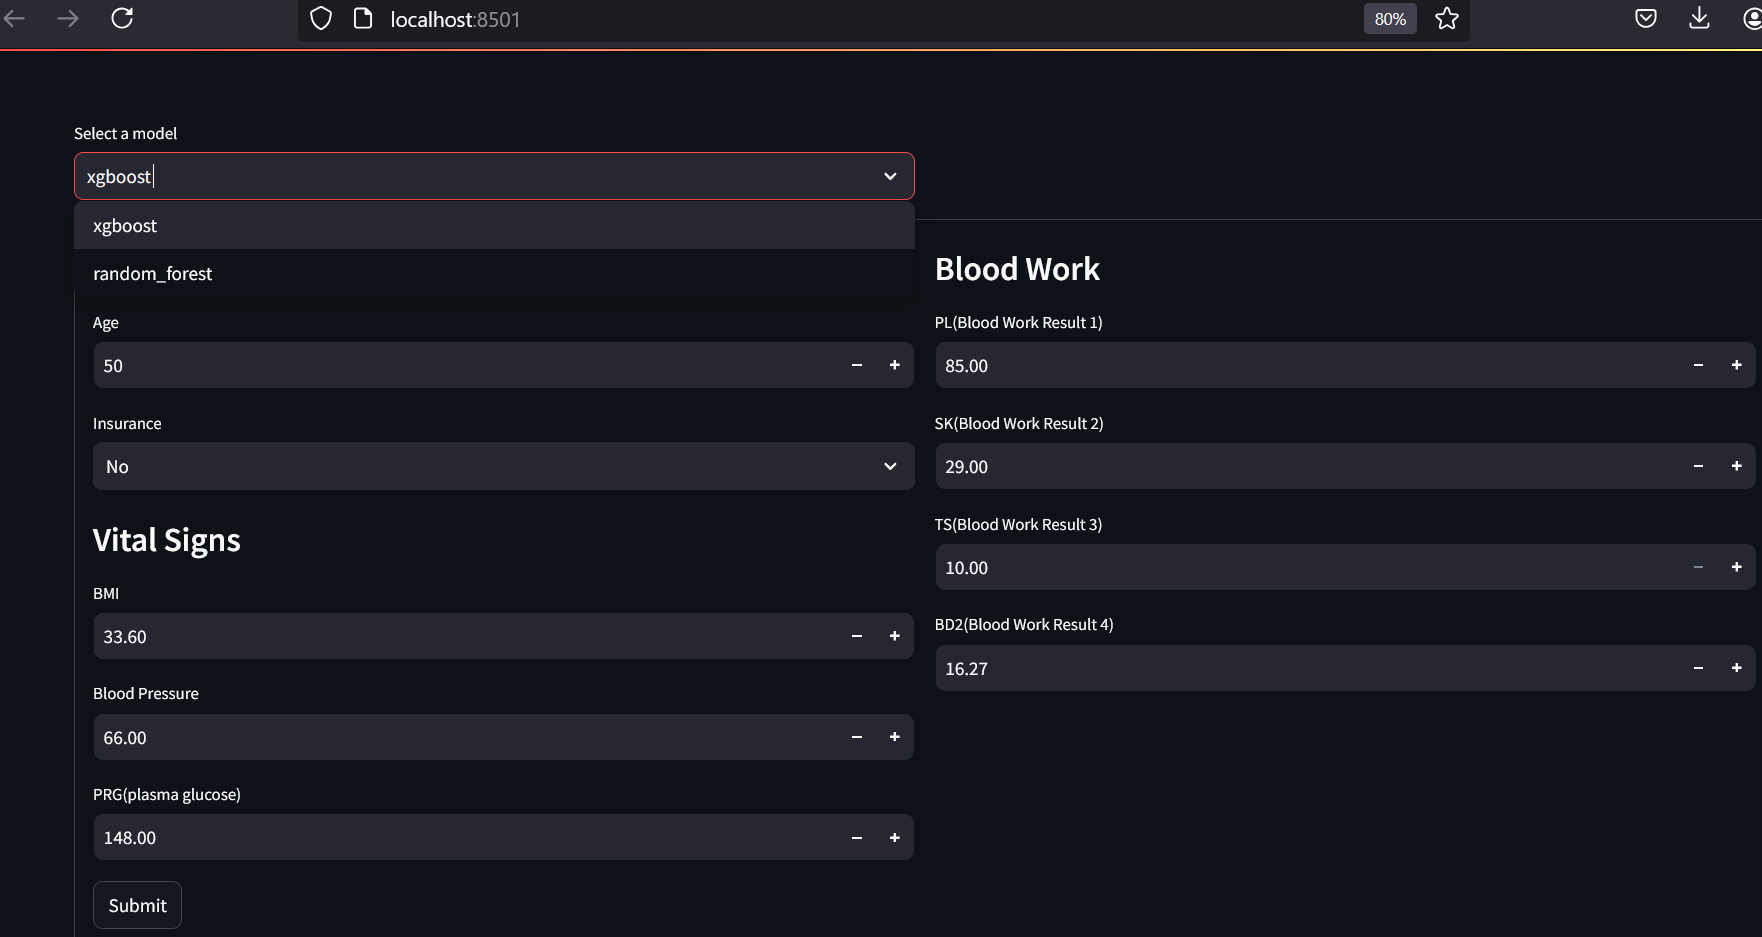 localhost:8501
80%
Select a model
xgboost
xgboost
random_forest
Age
50
Insurance
No
Vital Signs
BMI
33.60
Blood Pressure
66.00
PRG(plasma glucose)
148.00
Submit
Blood Work
PL(Blood Work Result 1)
85.00
SK(Blood Work Result 2)
29.00
TS(Blood Work Result 3)
10.00
BD2(Blood Work Result 4)
16.27